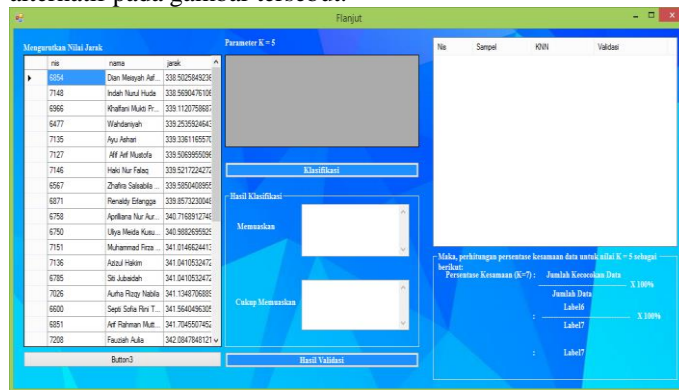 alternatif pada gambar tersebut.
Flanjut
Mengurutkan Nilai Jarak
nis nama jarak
6854 Dian Meisyah Asf... 338.5025849236
7148 Indah Nurul Huda 338.5690476106
6966 Khalfani Mukti Pr... 339.1120758687
6477 Wahdaniyah 339.2535924643
7135 Ayu Ashari 339.3361165570
7127 Afif Arif Mustofa 339.5069955096
7146 Haki Nur Falaq 339.5217224272
6567 Zhafira Salsabila ... 339.5850408955
6871 Renaldy Erlangga 339.8573230048
6758 Aprilliana Nur Aur... 340.7168912748
6750 Ulya Meida Kusu... 340.9882695925
7151 Muhammad Firza ... 341.0146624413
7136 Azizul Hakim 341.0410532472
6785 Siti Jubaidah 341.0410532472
7026 Aurha Rizqy Nabila 341.1348706885
6600 Septi Sofia Rini T... 341.5640496305
6851 Arif Rahman Mutt... 341.7045507452
7208 Fauziah Aulia 342.0847848121
Button3
Parameter K = 5
Klasifikasi
Hasil Klasifikasi
Memuaskan
Cukup Memuaskan
Hasil Validasi
Nis Sampel KNN Validasi
Maka, perhitungan persentase kesamaan data untuk nilai K = 5 sebagai
berikut:
Persentase Kesamaan (K=7) : Jumlah Kecocokan Data
X 100%
Jumlah Data
: Label6
X 100%
Label7
: Label7